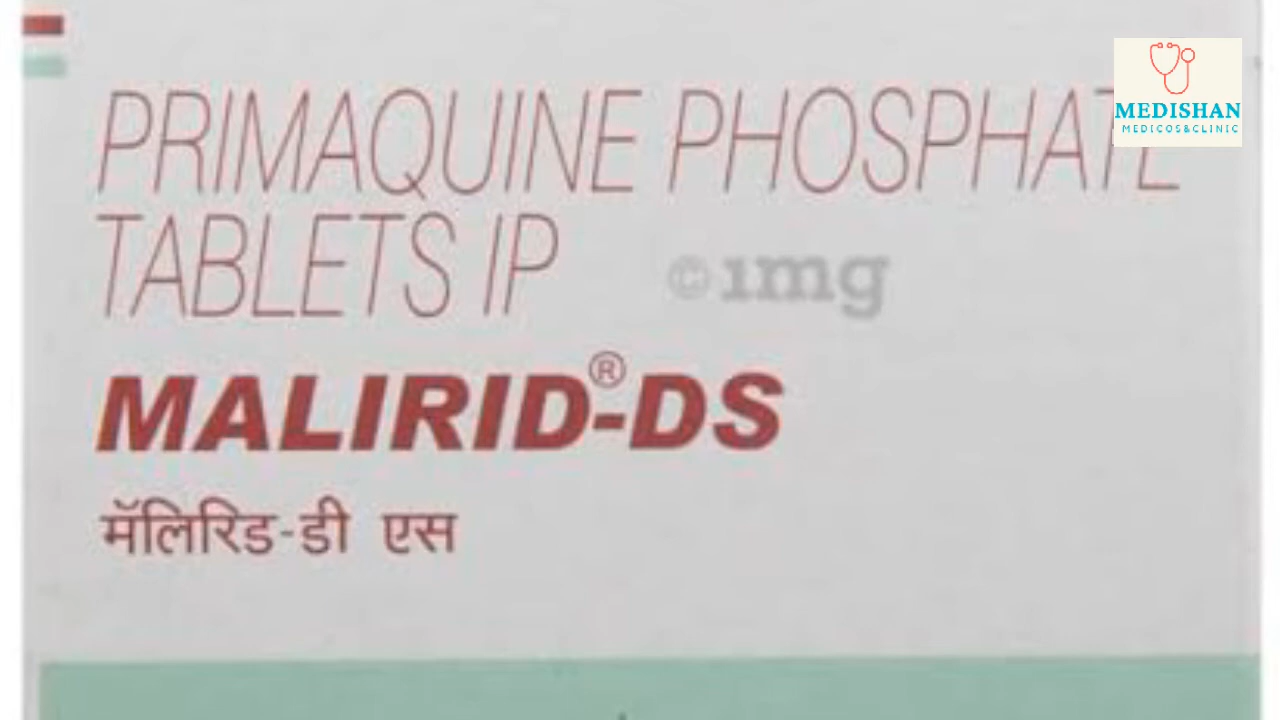 PRIMAQUINE PHOSPHATE
TABLETS IP
©1mg
MALIRID®-DS
मॅलिरिड-डी एस
MEDISHAN
MEDICOS&CLINIC